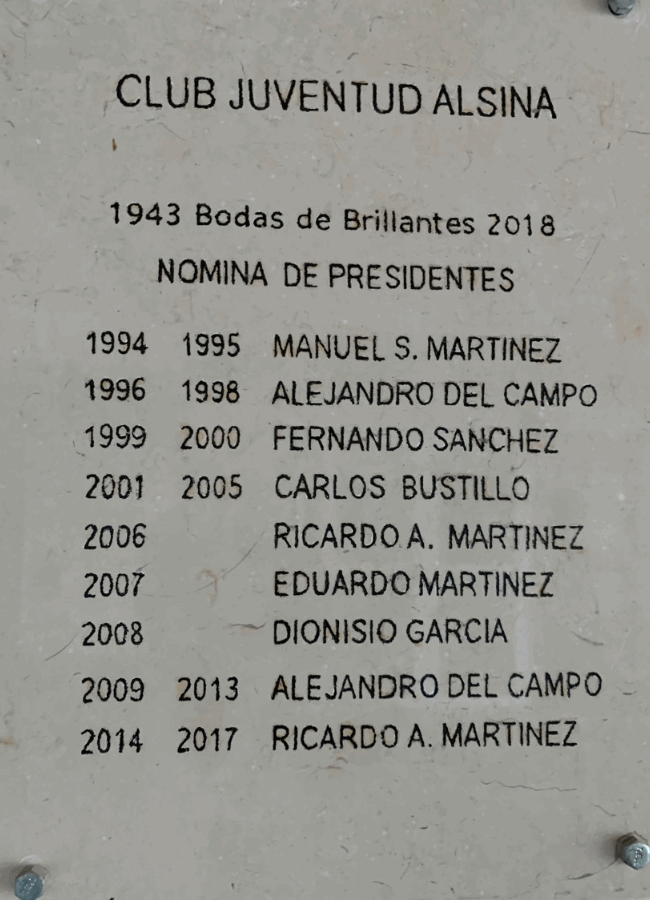 CLUB JUVENTUD ALSINA
1943 Bodas de Brillantes 2018
NOMINA DE PRESIDENTES
1994 1995 MANUEL S. MARTINEZ
1996 1998 ALEJANDRO DEL CAMPO
1999 2000 FERNANDO SANCHEZ
2001 2005 CARLOS BUSTILLO
2006 RICARDO A. MARTINEZ
2007 EDUARDO MARTINEZ
2008 DIONISIO GARCIA
2009 2013 ALEJANDRO DEL CAMPO
2014 2017 RICARDO A. MARTINEZ